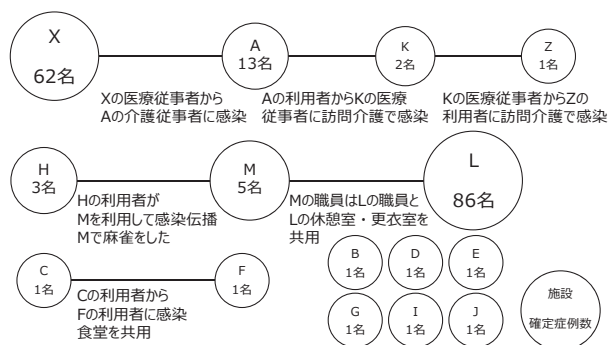 X
62名
A
13名
K
2名
Z
1名
Xの医療従事者から
Aの介護従事者に感染
Aの利用者からKの医療
従事者に訪問介護で感染
Kの医療従事者からZの
利用者に訪問介護で感染
H
3名
M
5名
L
86名
Hの利用者が
Mを利用して感染伝播
Mで麻雀をした
Mの職員はLの職員と
Lの休憩室・更衣室を
共用
C
1名
F
1名
Cの利用者から
Fの利用者に感染
食堂を共用
B
1名
D
1名
E
1名
G
1名
I
1名
J
1名
施設
確定症例数